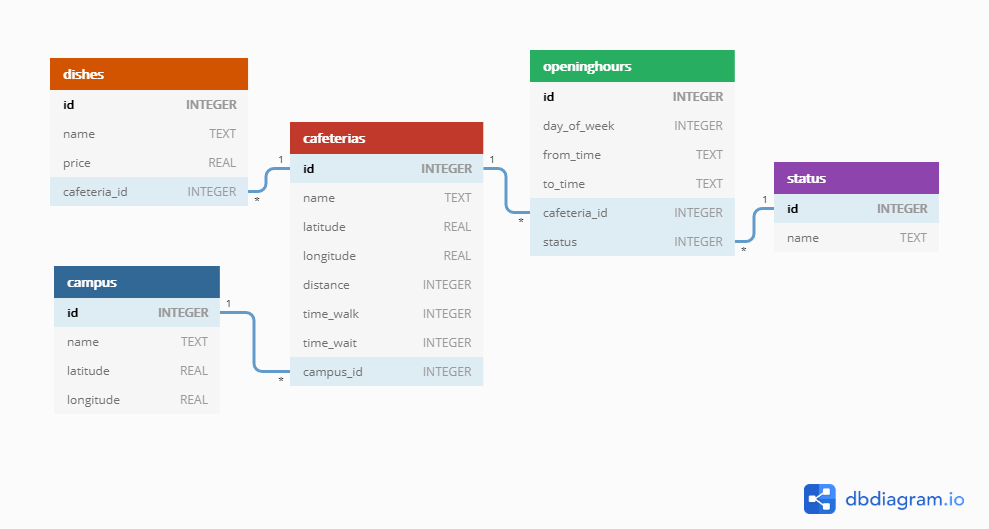 dishes
id INTEGER
name TEXT
price REAL
cafeteria_id INTEGER
1
*
campus
id INTEGER
name TEXT
latitude REAL
longitude REAL
1
*
cafeterias
id INTEGER
name TEXT
latitude REAL
longitude REAL
distance INTEGER
time_walk INTEGER
time_wait INTEGER
campus_id INTEGER
1
*
openinghours
id INTEGER
day_of_week INTEGER
from_time TEXT
to_time TEXT
cafeteria_id INTEGER
status INTEGER
1
*
status
id INTEGER
name TEXT
dbdiagram.io